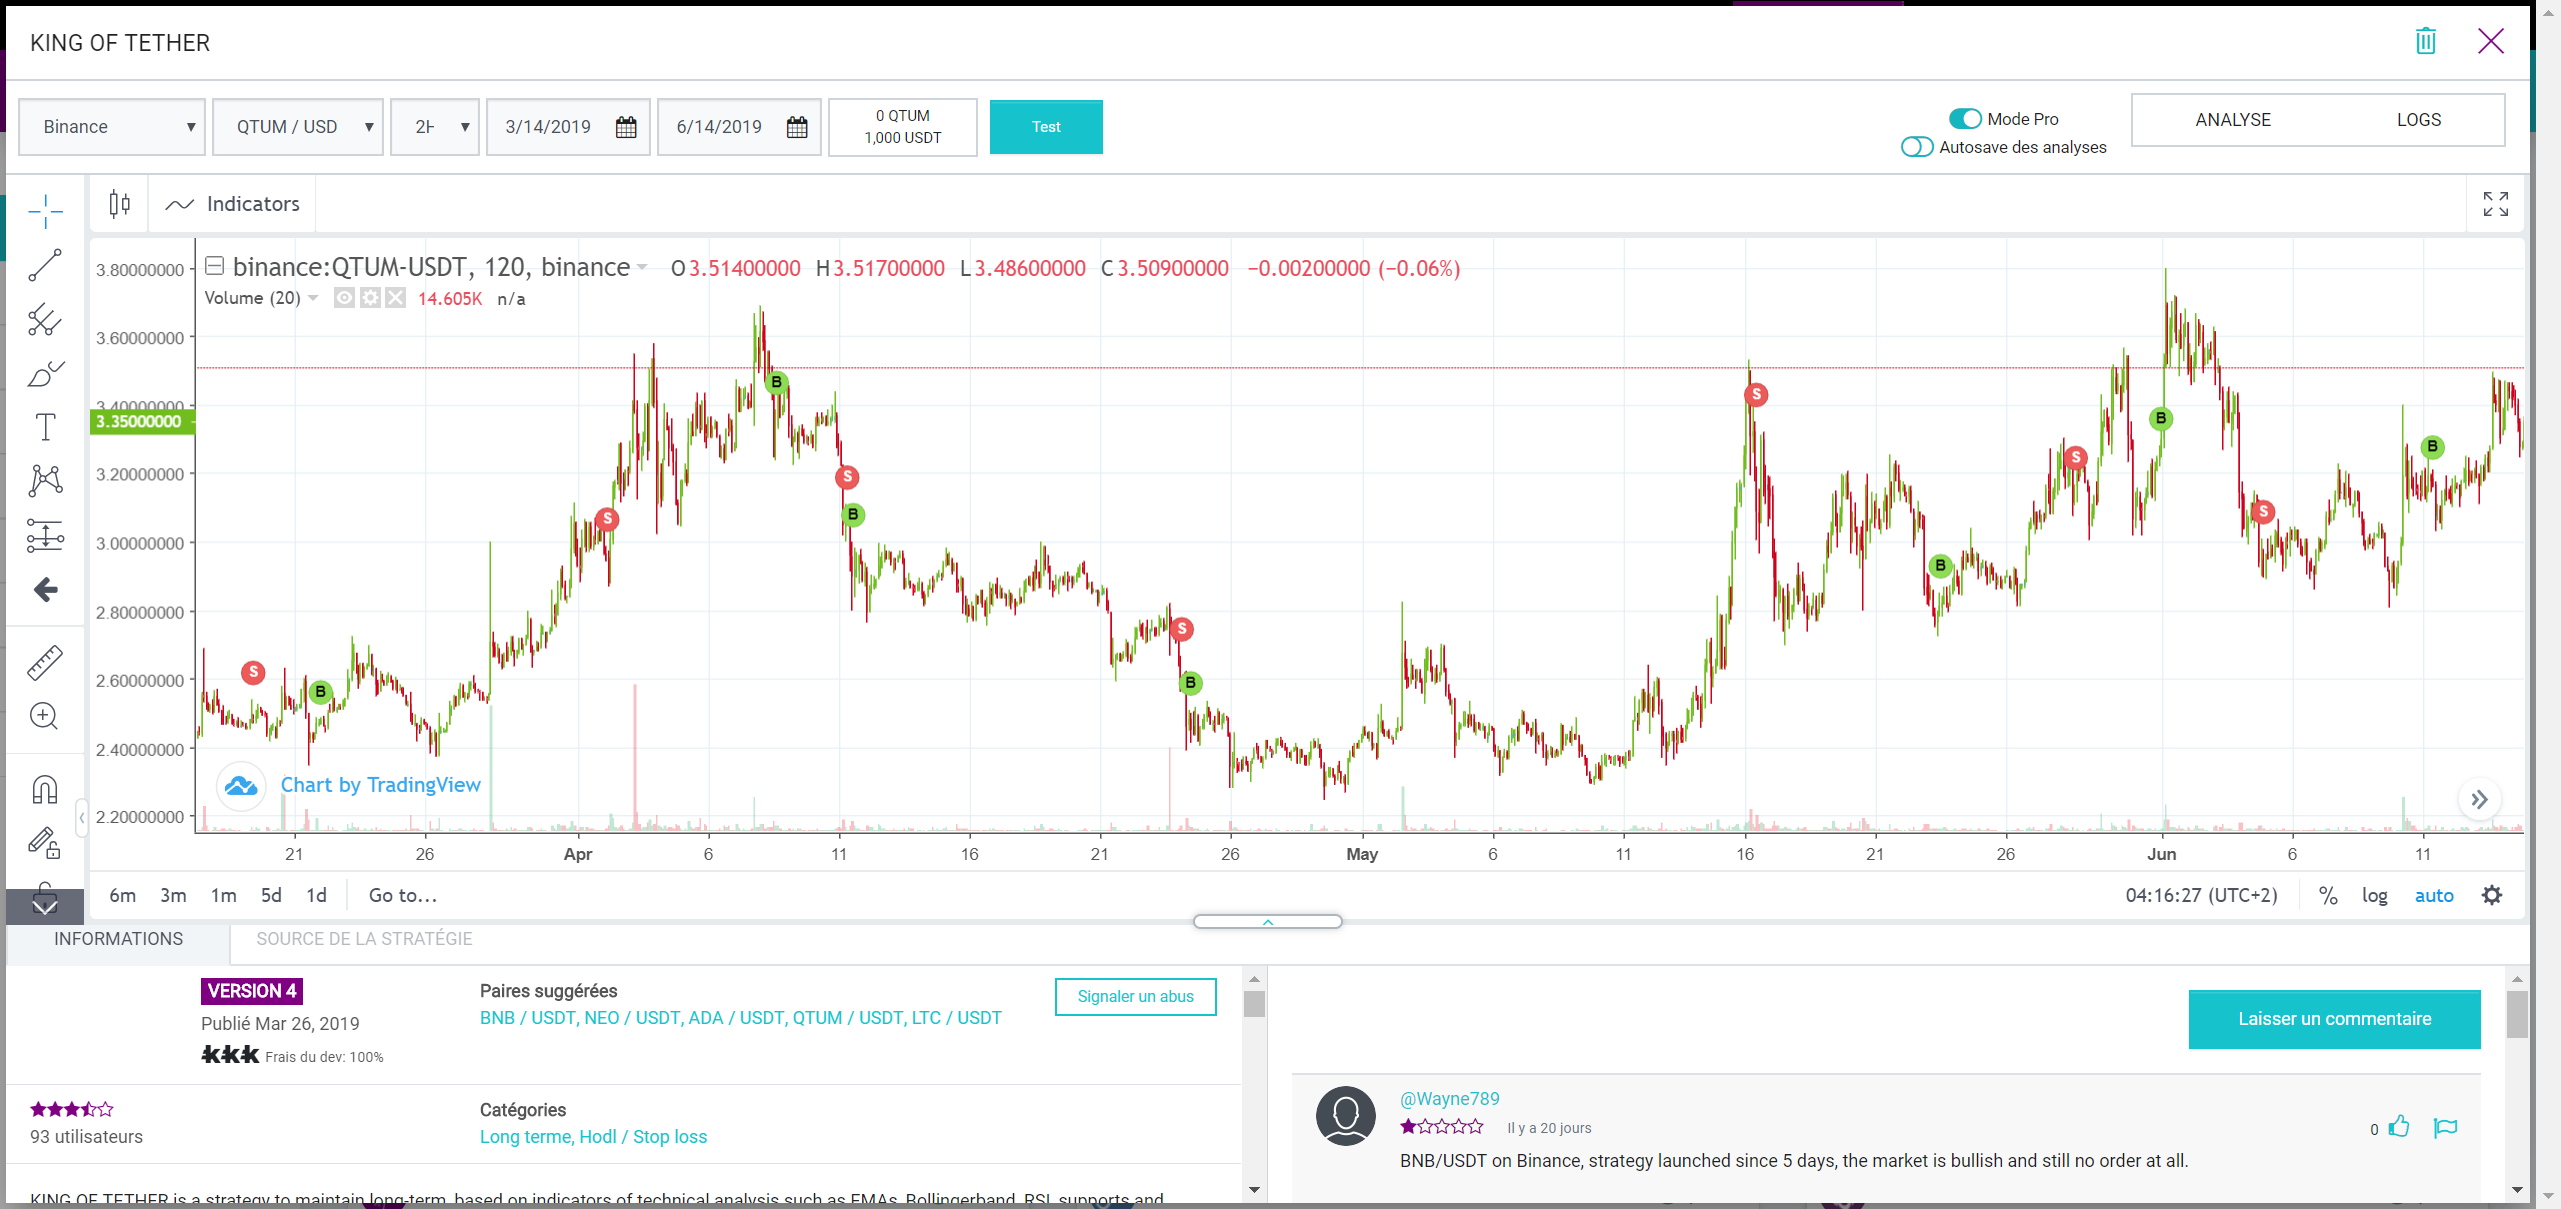 KING OF TETHER
Binance ▾ QTUM / USD ▾ 2H ▾ 3/14/2019 6/14/2019
0 QTUM
1,000 USDT
Test
Mode Pro
Autosave des analyses
ANALYSE LOGS
Indicators
binance:QTUM-USDT, 120, binance O3.51400000 H3.51700000 L3.48600000 C3.50900000 −0.00200000 (−0.06%)
Volume (20) 14.605K n/a
3.80000000
3.60000000
3.40000000
3.35000000
3.20000000
3.00000000
2.80000000
2.60000000
2.40000000
2.20000000
S
B
S
B
S
B
S
B
S
B
S
B
S
B
Chart by TradingView
21 26 Apr 6 11 16 21 26 May 6 11 16 21 26 Jun 6 11
6m 3m 1m 5d 1d Go to...
04:16:27 (UTC+2) % log auto
INFORMATIONS SOURCE DE LA STRATÉGIE
VERSION 4
Publié Mar 26, 2019
Frais du dev: 100%
Paires suggérées
BNB / USDT, NEO / USDT, ADA / USDT, QTUM / USDT, LTC / USDT
Signaler un abus
93 utilisateurs
Catégories
Long terme, Hodl / Stop loss
KING OF TETHER is a strategy to maintain long-term, based on indicators of technical analysis such as EMAs, Bollingerband, RSI, supports and
Laisser un commentaire
@Wayne789
Il y a 20 jours
0
BNB/USDT on Binance, strategy launched since 5 days, the market is bullish and still no order at all.